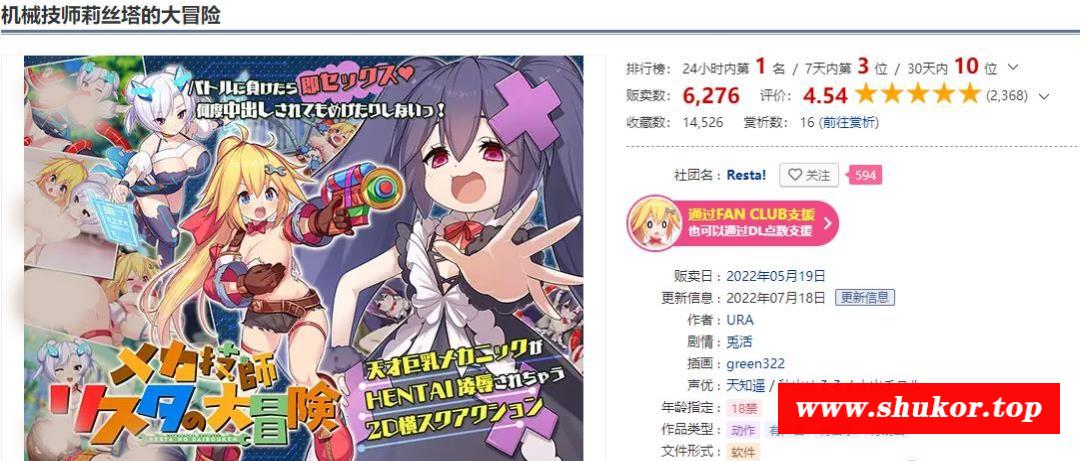 机械技师莉丝塔的大冒险
バトルに負けたら即セックス♥
何度中出しされてもめげたりしないっ!
メカ技師
リスタの大冒険
RESTA NO DAIBOUKEN
天才巨乳メカニックが
HENTAI陵辱されちゃう
2D横スクアクション
排行榜: 24小时内第 1 名 / 7天内第 3 位 / 30天内 10 位
贩卖数: 6,276 评价: 4.54 ★★★★★ (2,368)
收藏数: 14,526 赏析数: 16 (前往赏析)
社团名 : Resta! ♡ 关注 594
通过FAN CLUB支援
也可以通过DL点数支援
贩卖日 : 2022年05月19日
更新信息 : 2022年07月18日 更新信息
作者 : URA
剧情 : 兎活
插画 : green322
声优 : 天知遥 /
年龄指定 : 18禁
作品类型 : 动作
文件形式 : 软件
www.shukor.top